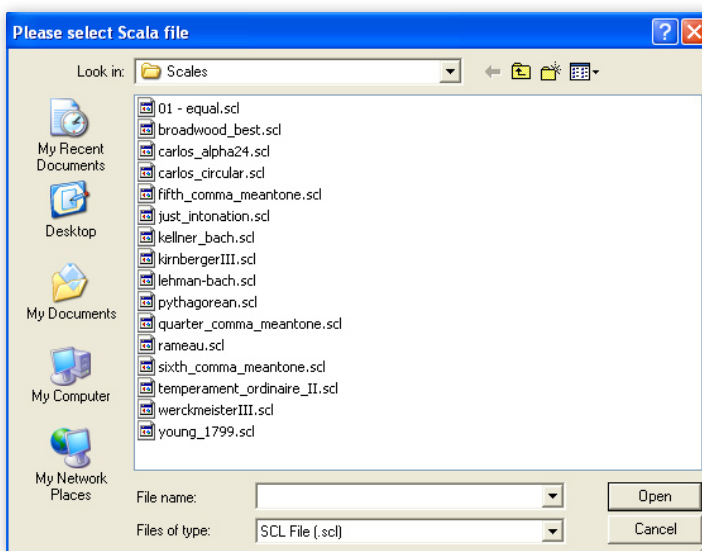 Please select Scala file
Look in: Scales
My Recent
Documents
Desktop
My Documents
My Computer
My Network
Places
01 - equal.scl
broadwood_best.scl
carlos_alpha24.scl
carlos_circular.scl
fifth_comma_meantone.scl
just_intonation.scl
kellner_bach.scl
kirnbergerIII.scl
lehman-bach.scl
pythagorean.scl
quarter_comma_meantone.scl
rameau.scl
sixth_comma_meantone.scl
temperament_ordinaire_II.scl
werckmeisterIII.scl
young_1799.scl
File name: Open
Files of type: SCL File (.scl) Cancel